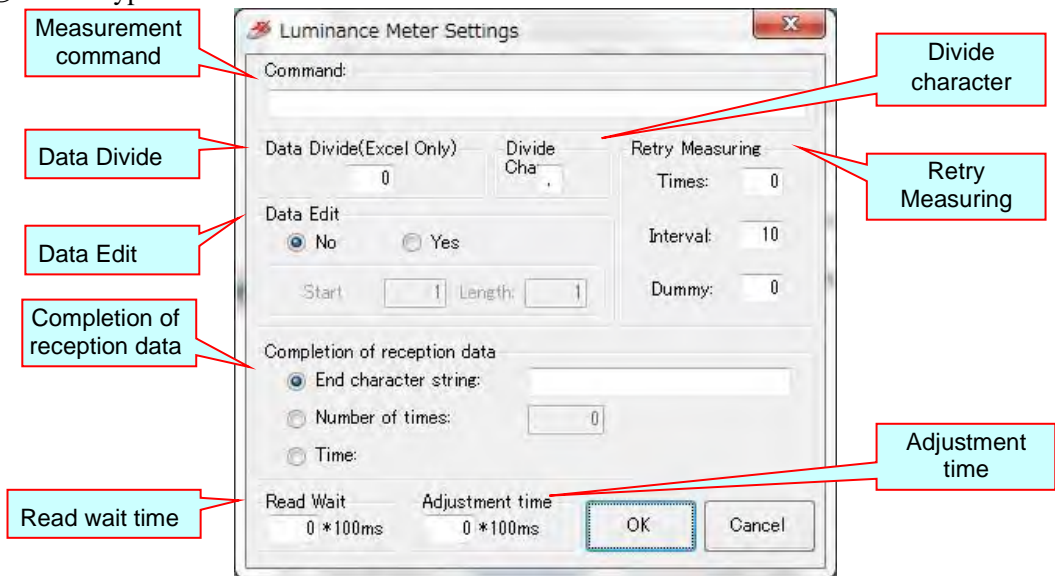 Measurement
command
Luminance Meter Settings
Divide
character
Command:
Data Divide
Data Divide(Excel Only)
0
Divide
Cha
,
Retry Measuring
Times: 0
Interval: 10
Dummy: 0
Retry
Measuring
Data Edit
Data Edit
No Yes
Start 1 Length: 1
Completion of
reception data
Completion of reception data
End character string:
Number of times: 0
Time:
Adjustment
time
Read wait time
Read Wait
0 *100ms
Adjustment time
0 *100ms
OK Cancel